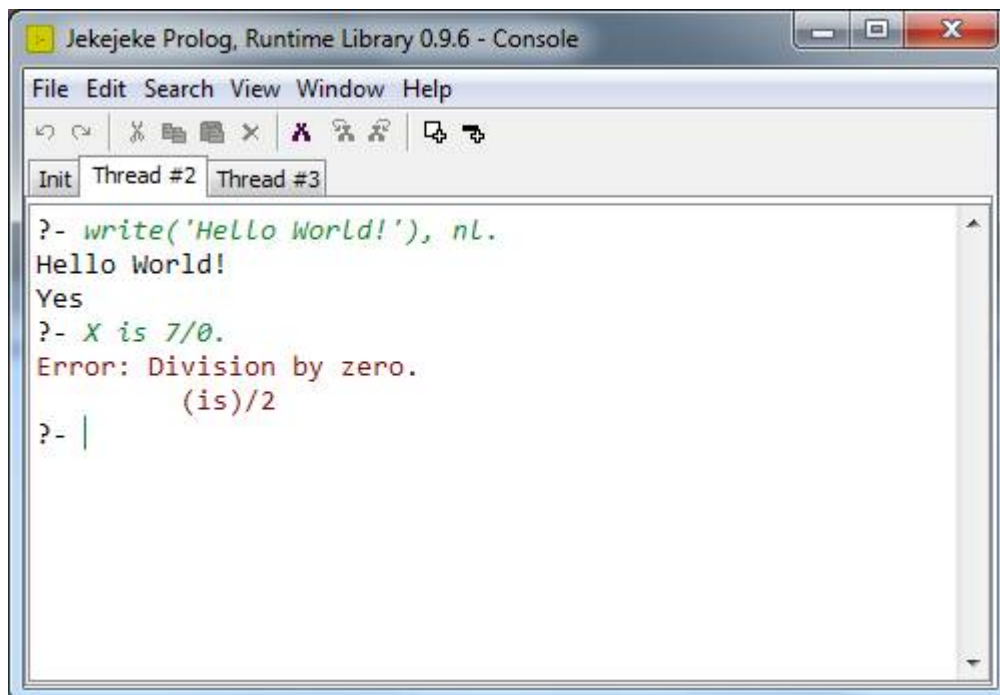 Jekejeke Prolog, Runtime Library 0.9.6 - Console
File Edit Search View Window Help
Init Thread #2 Thread #3
?- write('Hello World!'), nl.
Hello World!
Yes
?- X is 7/0.
Error: Division by zero.
(is)/2
?-